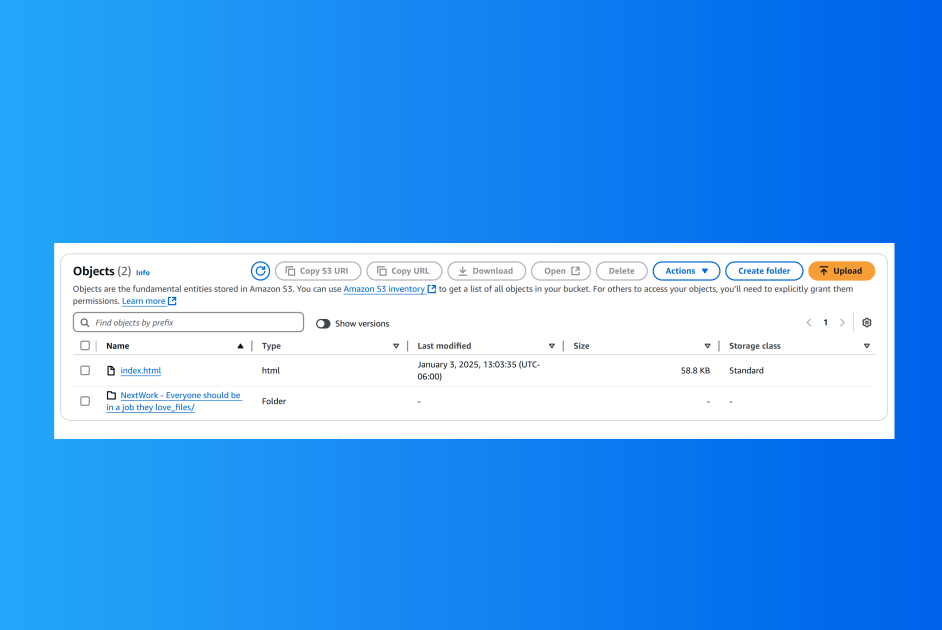 Objects (2) Info
Copy S3 URI Copy URL Download Open Delete Actions Create folder Upload
Objects are the fundamental entities stored in Amazon S3. You can use Amazon S3 inventory to get a list of all objects in your bucket. For others to access your objects, you'll need to explicitly grant them
permissions. Learn more
Find objects by prefix Show versions 1
Name Type Last modified Size Storage class
index.html html January 3, 2025, 13:03:35 (UTC-
06:00) 58.8 KB Standard
NextWork - Everyone should be
in a job they love_files/ Folder - - -